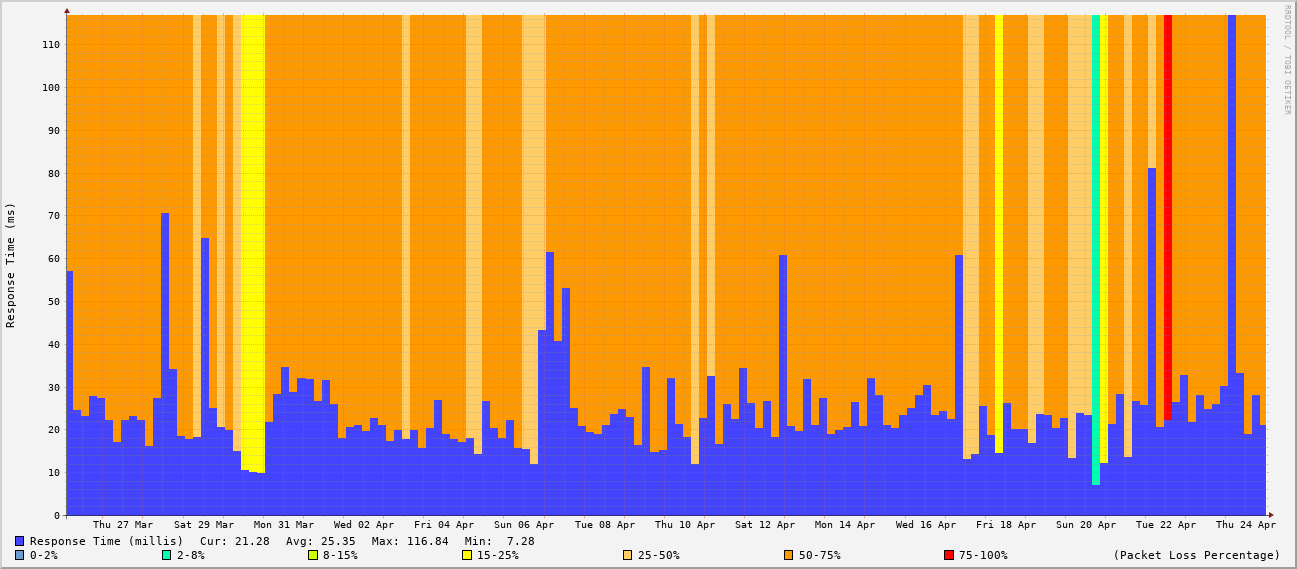 RRDTOOL / TOBI OETIKER
Response Time (ms)
110
100
90
80
70
60
50
40
30
20
10
0
Thu 27 Mar Sat 29 Mar Mon 31 Mar Wed 02 Apr Fri 04 Apr Sun 06 Apr Tue 08 Apr Thu 10 Apr Sat 12 Apr Mon 14 Apr Wed 16 Apr Fri 18 Apr Sun 20 Apr Tue 22 Apr Thu 24 Apr
Response Time (millis) Cur: 21.28 Avg: 25.35 Max: 116.84 Min: 7.28
0-2% 2-8% 8-15% 15-25% 25-50% 50-75% 75-100% (Packet Loss Percentage)